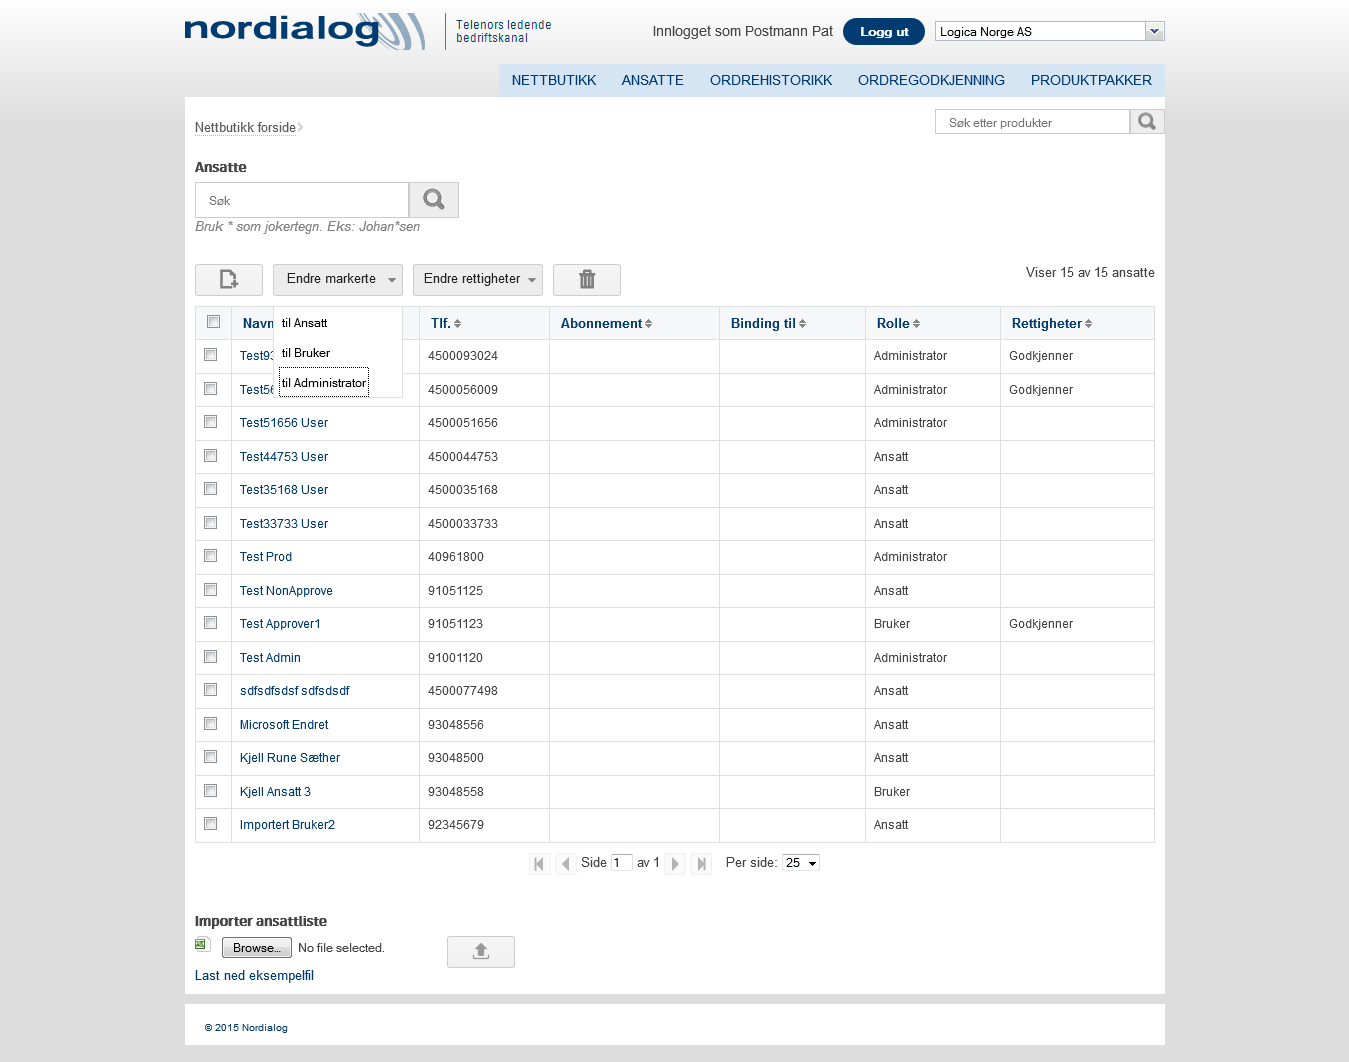 nordialog
Telenors ledende
bedriftskanal
Innlogget som Postmann Pat
Logg ut
Logica Norge AS
NETTBUTIKK ANSATTE ORDREHISTORIKK ORDREGODKJENNING PRODUKTPAKKER
Nettbutikk forside
Søk etter produkter
Ansatte
Søk
Bruk * som jokertegn. Eks: Johan*sen
Endre markerte Endre rettigheter
Viser 15 av 15 ansatte
Navn Tlf. Abonnement Binding til Rolle Rettigheter
til Ansatt
til Bruker
til Administrator
Test93 4500093024 Administrator Godkjenner
Test56 4500056009 Administrator Godkjenner
Test51656 User 4500051656 Administrator
Test44753 User 4500044753 Ansatt
Test35168 User 4500035168 Ansatt
Test33733 User 4500033733 Ansatt
Test Prod 40961800 Administrator
Test NonApprove 91051125 Ansatt
Test Approver1 91051123 Bruker Godkjenner
Test Admin 91001120 Administrator
sdfsdfsdsf sdfsdsdf 4500077498 Ansatt
Microsoft Endret 93048556 Ansatt
Kjell Rune Sæther 93048500 Ansatt
Kjell Ansatt 3 93048558 Bruker
Importert Bruker2 92345679 Ansatt
Side 1 av 1 Per side: 25
Importer ansattliste
Browse... No file selected.
Last ned eksempelfil
© 2015 Nordialog